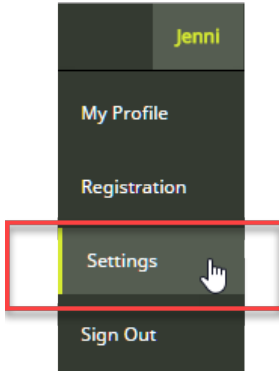 Jenni
My Profile
Registration
Settings
Sign Out